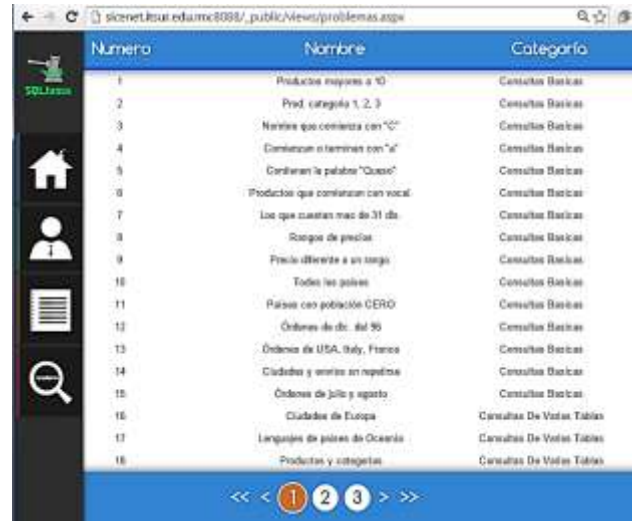 sicenet.itsur.edu.mx:8088/_public/views/problemas.aspx
Numero Nombre Categoría
1 Productos mayores a 10 Consultas Basicas
2 Prod. categoria 1, 2, 3 Consultas Basicas
3 Nombre que comienza con "C" Consultas Basicas
4 Comienzan o terminan con "a" Consultas Basicas
5 Contienen la palabra "Queso" Consultas Basicas
6 Productos que comienzan con vocal Consultas Basicas
7 Los que cuestan mas de 31 dls Consultas Basicas
8 Rangos de precios Consultas Basicas
9 Precio diferente a un rango Consultas Basicas
10 Todos los paises Consultas Basicas
11 Paises con población CERO Consultas Basicas
12 Órdenes de dic. del 96 Consultas Basicas
13 Órdenes de USA, Italy, France Consultas Basicas
14 Ciudades y envios sin repetirse Consultas Basicas
15 Órdenes de julio y agosto Consultas Basicas
16 Ciudades de Europa Consultas De Varias Tablas
17 Lenguajes de paises de Oceania Consultas De Varias Tablas
18 Productos y categorias Consultas De Varias Tablas
<< < 1 2 3 > >>